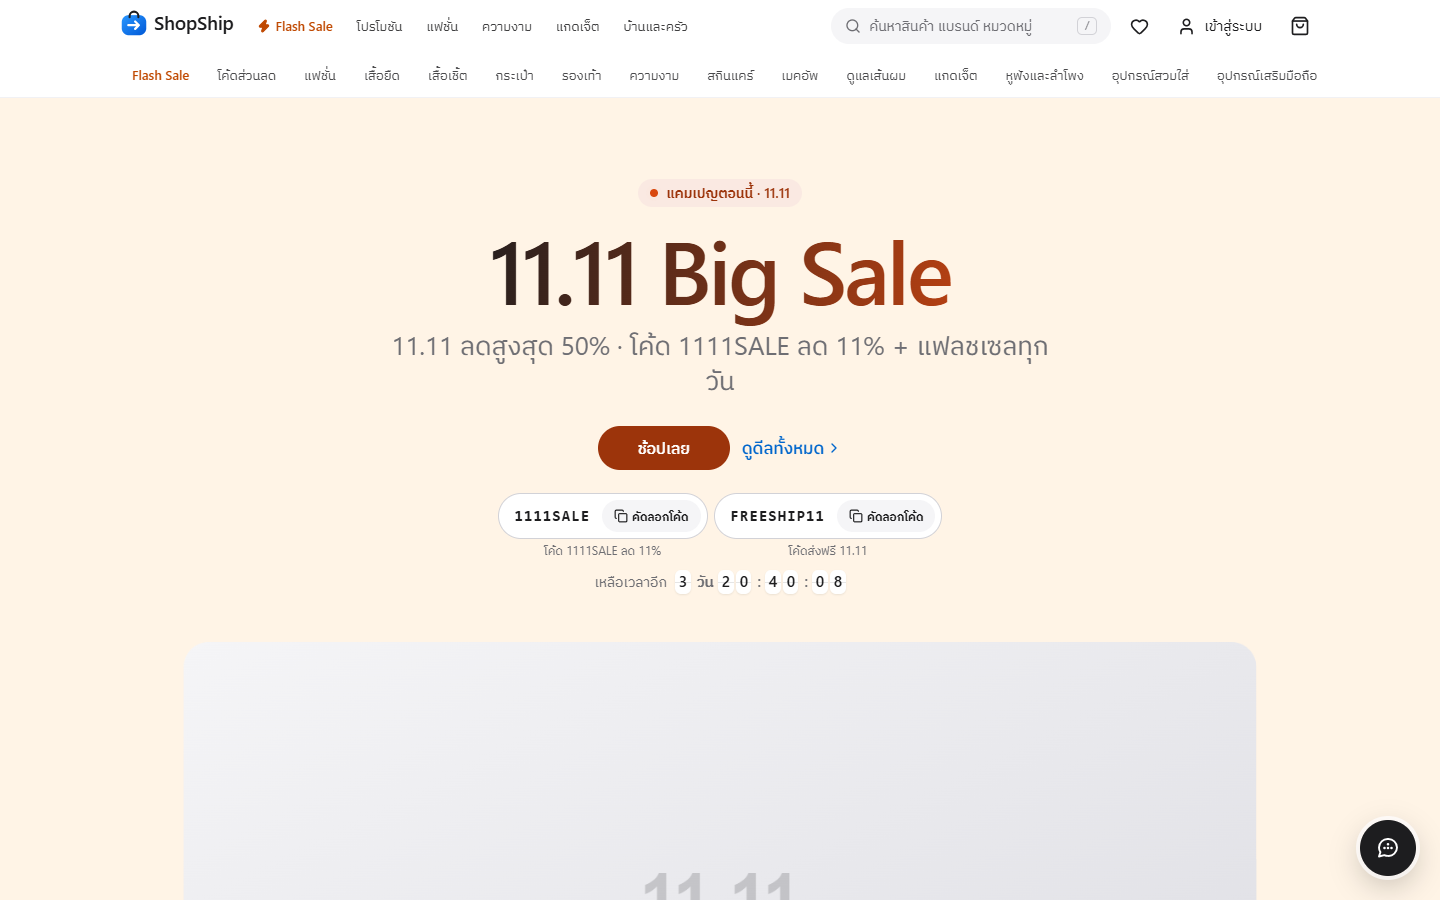 ShopShip
Flash Sale
โปรโมชัน
แฟชั่น
ความงาม
แกดเจ็ต
บ้านและครัว
ค้นหาสินค้า แบรนด์ หมวดหมู่
/
เข้าสู่ระบบ
Flash Sale
โค้ดส่วนลด
แฟชั่น
เสื้อยืด
เสื้อเชิ้ต
กระเป๋า
รองเท้า
ความงาม
สกินแคร์
เมคอัพ
ดูแลเส้นผม
แกดเจ็ต
หูฟังและลำโพง
อุปกรณ์สวมใส่
อุปกรณ์เสริมมือถือ
แคมเปญตอนนี้ · 11.11
11.11 Big Sale
11.11 ลดสูงสุด 50% · โค้ด 1111SALE ลด 11% + แฟลชเซลทุก
วัน
ช้อปเลย
ดูดีลทั้งหมด
1111SALE
คัดลอกโค้ด
FREESHIP11
คัดลอกโค้ด
โค้ด 1111SALE ลด 11%
โค้ดส่งฟรี 11.11
เหลือเวลาอีก 3 วัน 20:40:08
11.11